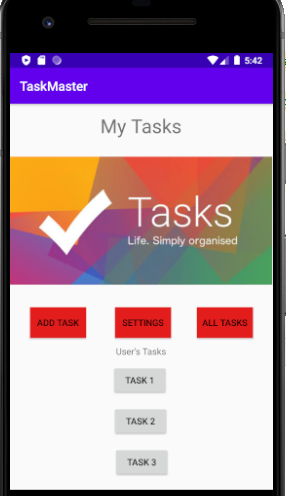 5:42
TaskMaster
My Tasks
Tasks
Life. Simply organised
ADD TASK SETTINGS ALL TASKS
User's Tasks
TASK 1
TASK 2
TASK 3